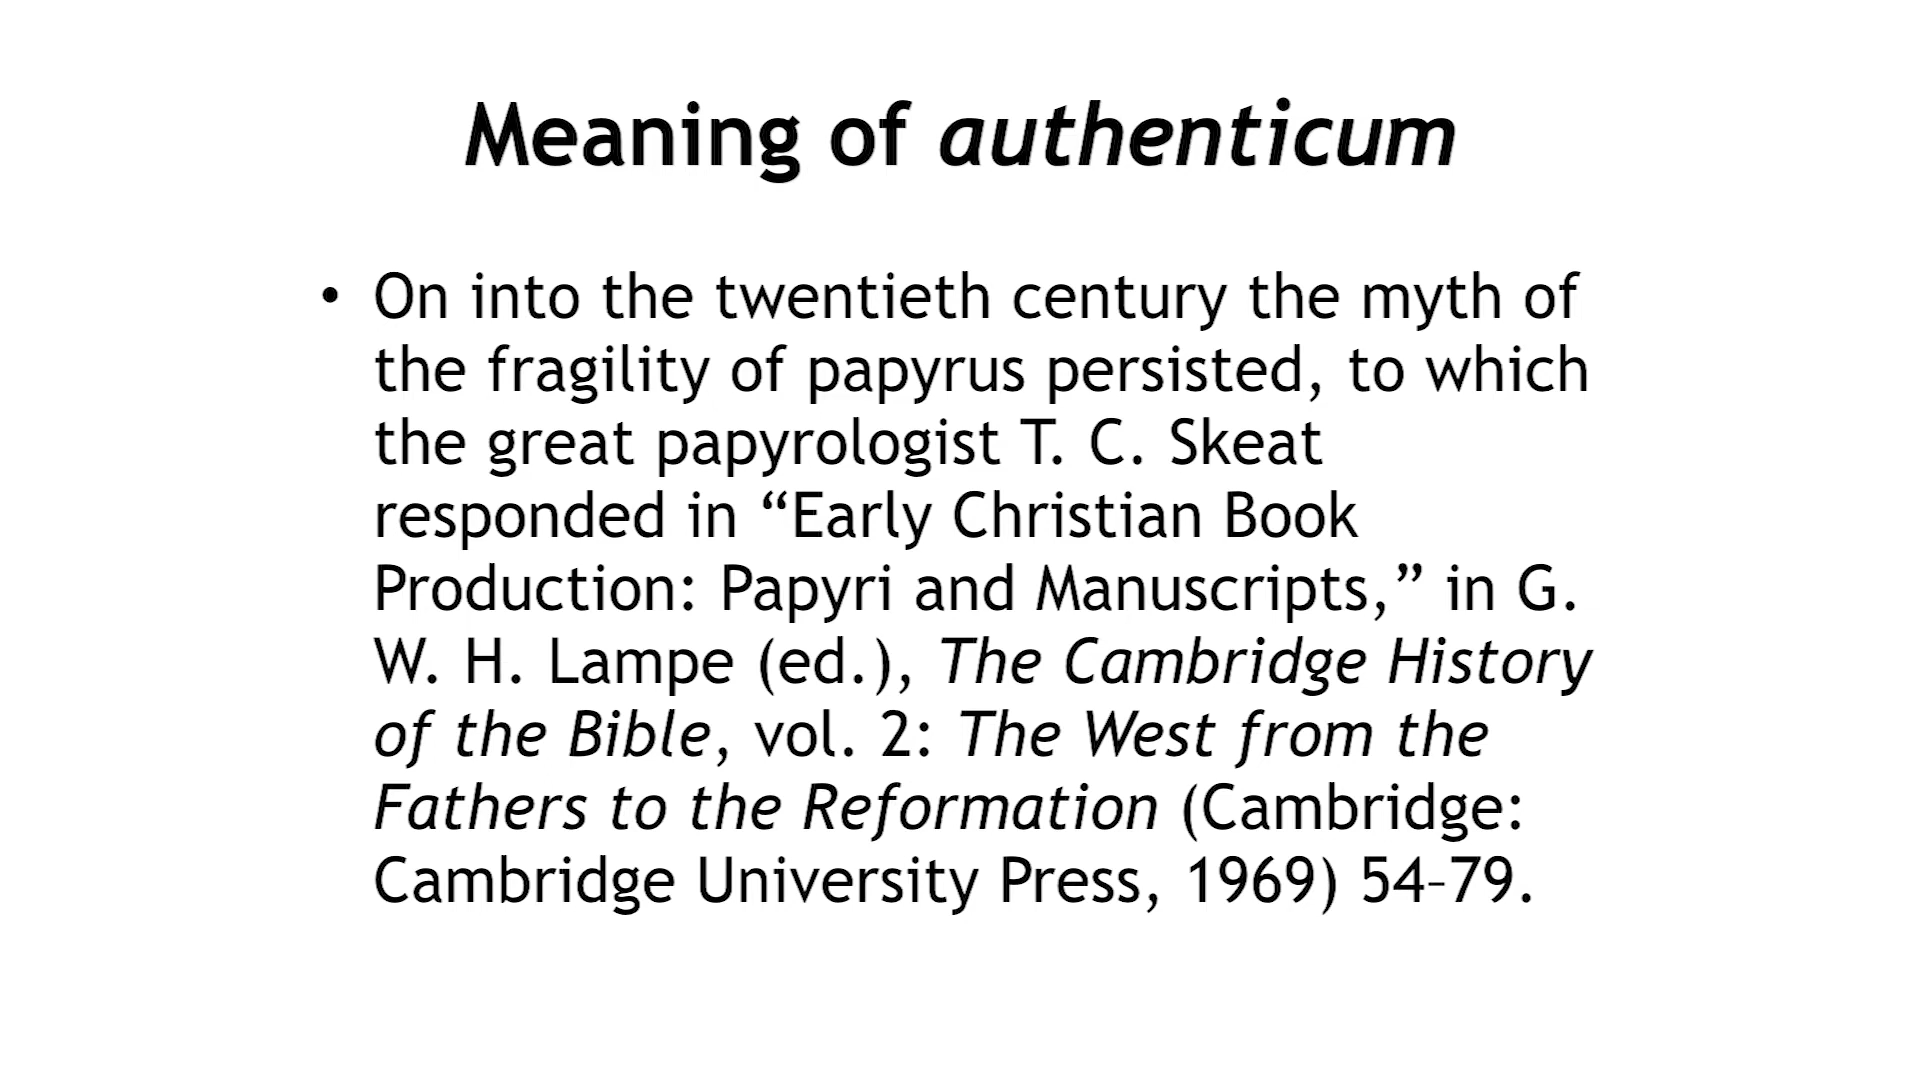 Meaning of authenticum
• On into the twentieth century the myth of
the fragility of papyrus persisted, to which
the great papyrologist T. C. Skeat
responded in “Early Christian Book
Production: Papyri and Manuscripts,” in G.
W. H. Lampe (ed.), The Cambridge History
of the Bible, vol. 2: The West from the
Fathers to the Reformation (Cambridge:
Cambridge University Press, 1969) 54–79.